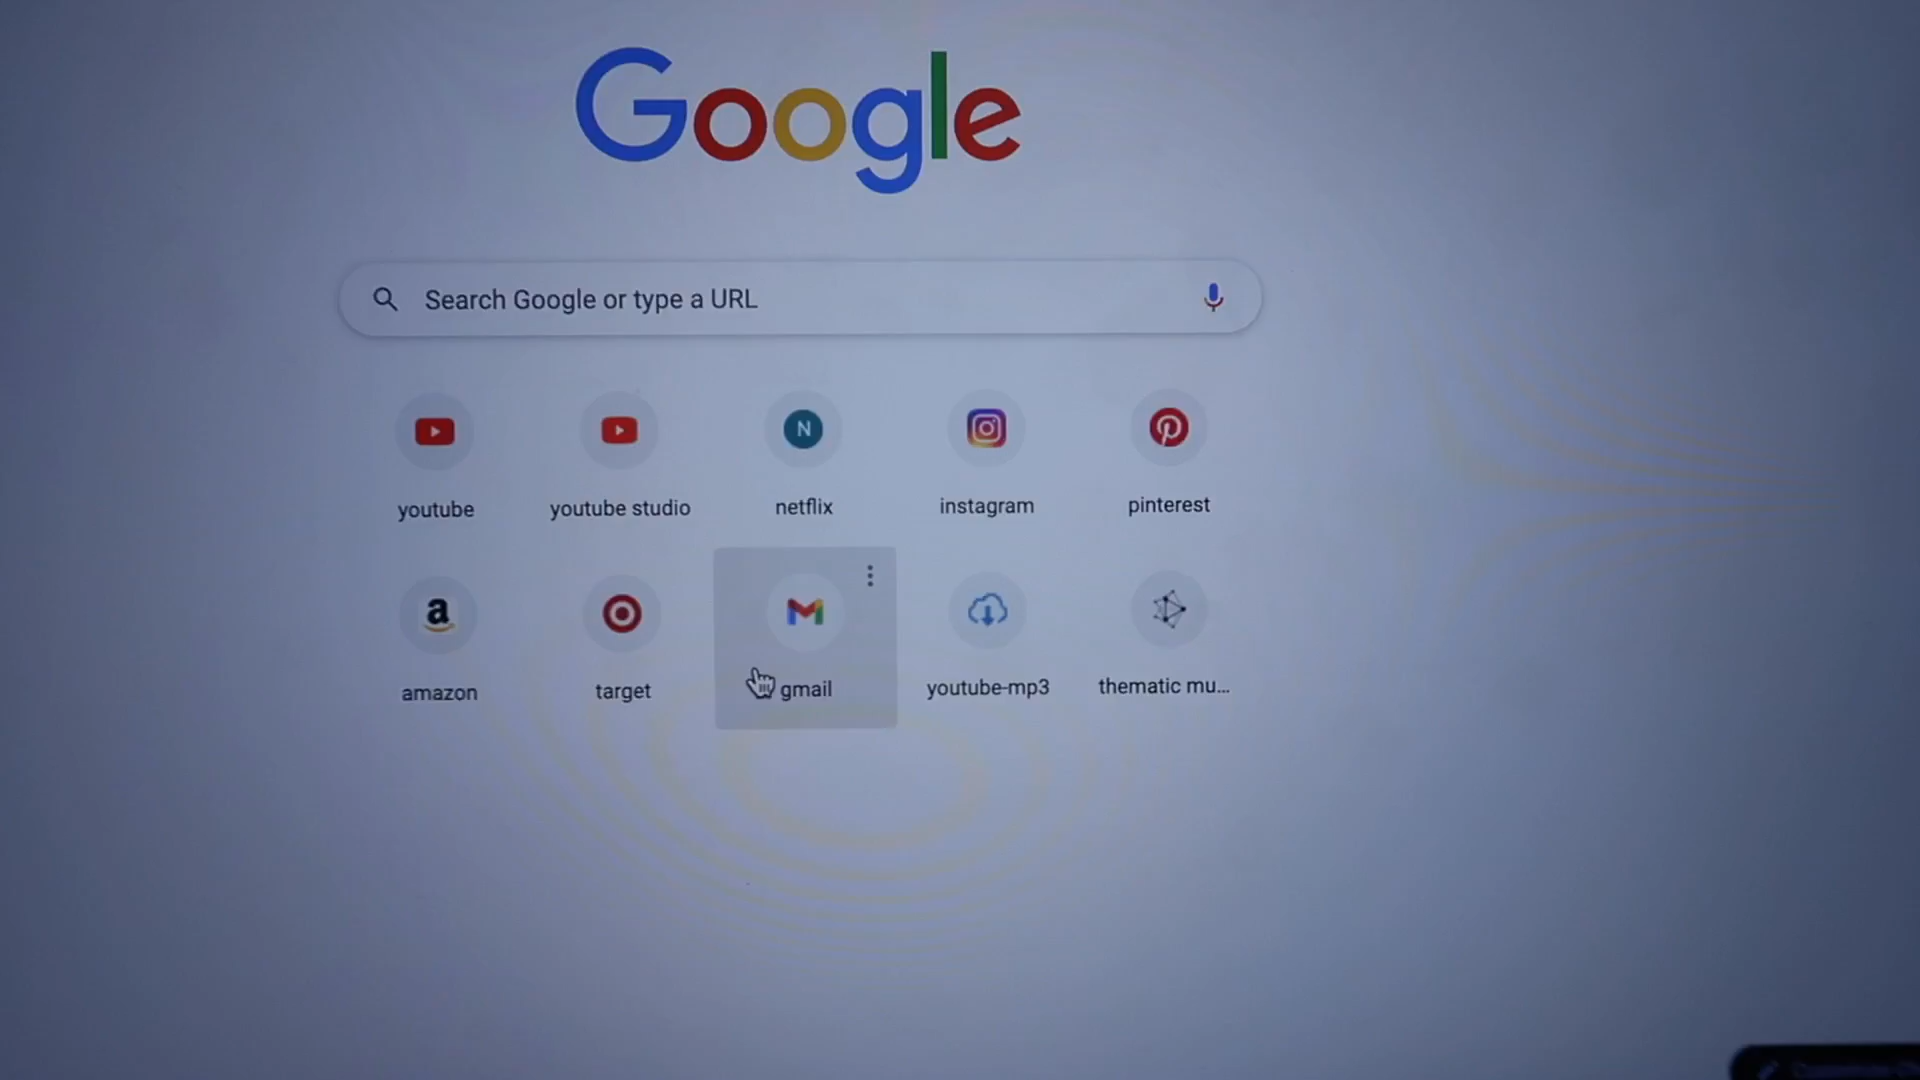 Google
Search Google or type a URL
youtube
youtube studio
N
netflix
instagram
pinterest
amazon
target
gmail
youtube-mp3
thematic mu...